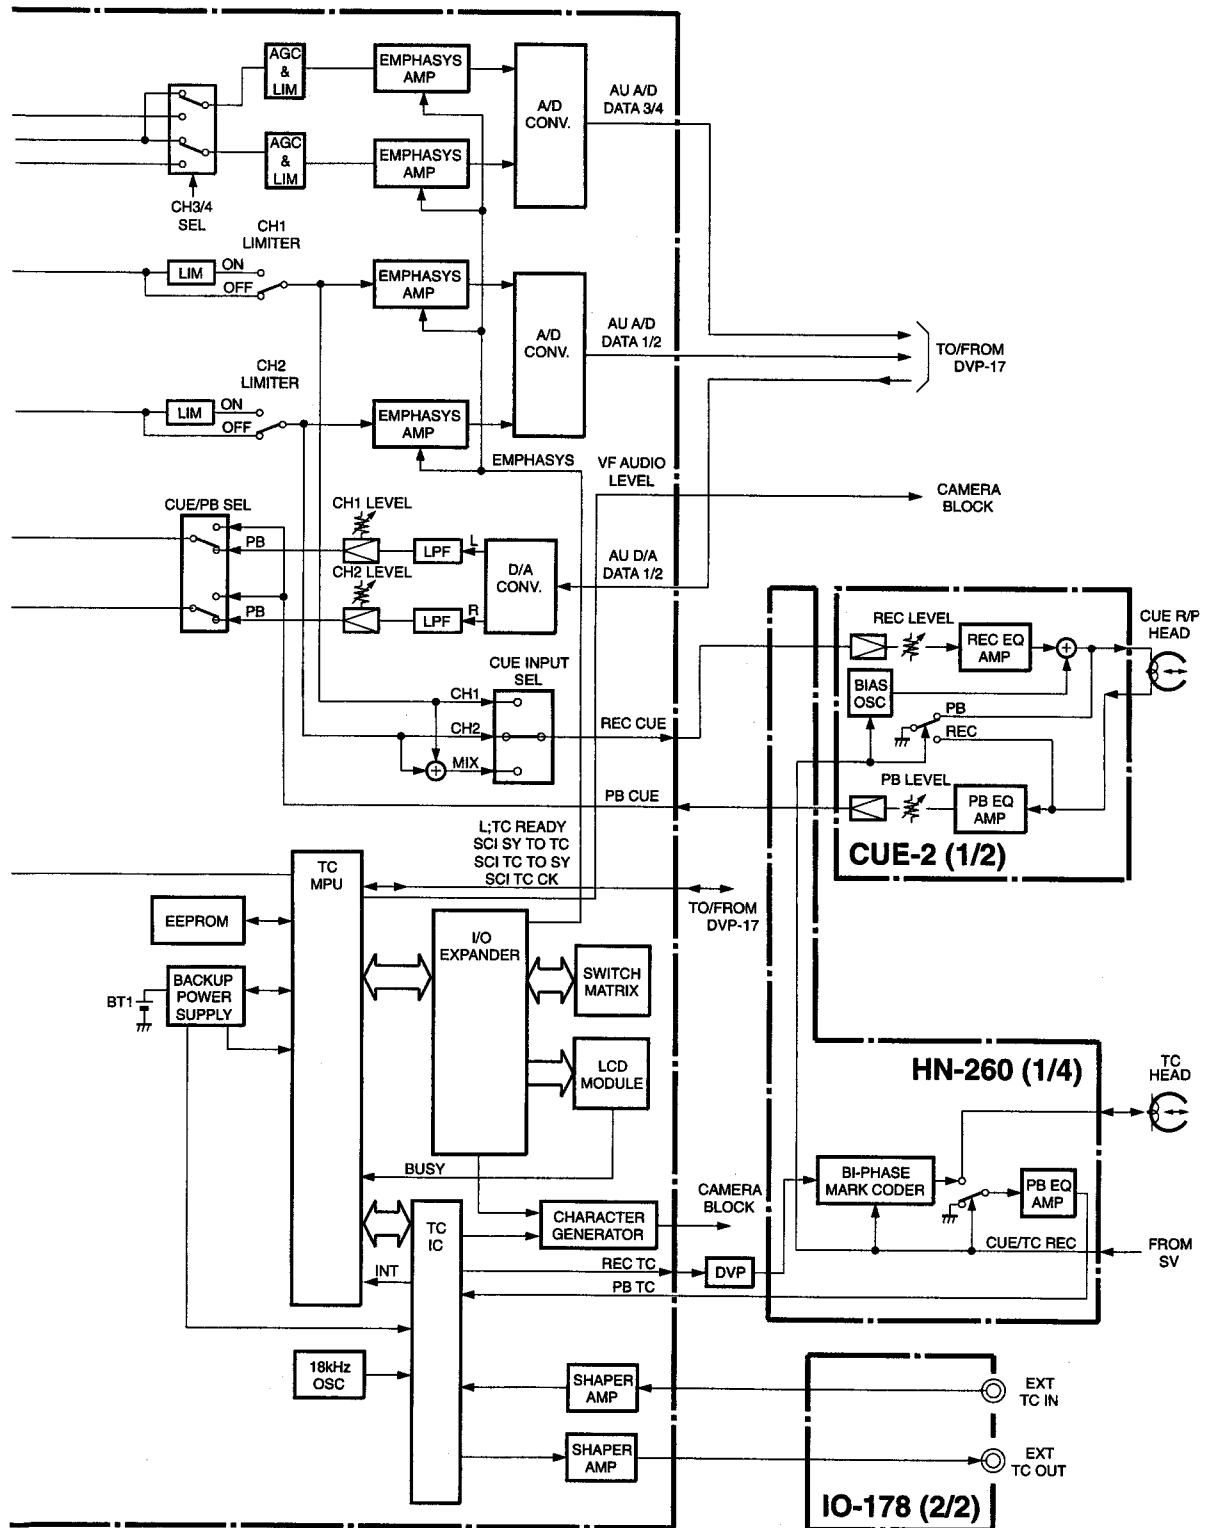 AGC
&
LIM
EMPHASYS
AMP
A/D
CONV.
AU A/D
DATA 3/4
AGC
&
LIM
EMPHASYS
AMP
CH3/4
SEL
CH1
LIMITER
LIM
ON
OFF
EMPHASYS
AMP
A/D
CONV.
AU A/D
DATA 1/2
TO/FROM
DVP-17
CH2
LIMITER
LIM
ON
OFF
EMPHASYS
AMP
EMPHASYS
VF AUDIO
LEVEL
CAMERA
BLOCK
CUE/PB SEL
PB
PB
CH1 LEVEL
LPF
L
CH2 LEVEL
LPF
R
D/A
CONV.
AU D/A
DATA 1/2
CUE INPUT
SEL
CH1
CH2
MIX
REC CUE
PB CUE
REC LEVEL
REC EQ
AMP
CUE R/P
HEAD
BIAS
OSC
PB
REC
PB LEVEL
PB EQ
AMP
CUE-2 (1/2)
L;TC READY
SCI SY TO TC
SCI TC TO SY
SCI TC CK
TO/FROM
DVP-17
TC
MPU
EEPROM
BACKUP
POWER
SUPPLY
BT1
I/O
EXPANDER
SWITCH
MATRIX
LCD
MODULE
BUSY
HN-260 (1/4)
TC
HEAD
BI-PHASE
MARK CODER
PB EQ
AMP
CUE/TC REC
FROM
SV
CAMERA
BLOCK
CHARACTER
GENERATOR
TC
IC
INT
REC TC
DVP
PB TC
18kHz
OSC
SHAPER
AMP
EXT
TC IN
SHAPER
AMP
EXT
TC OUT
IO-178 (2/2)